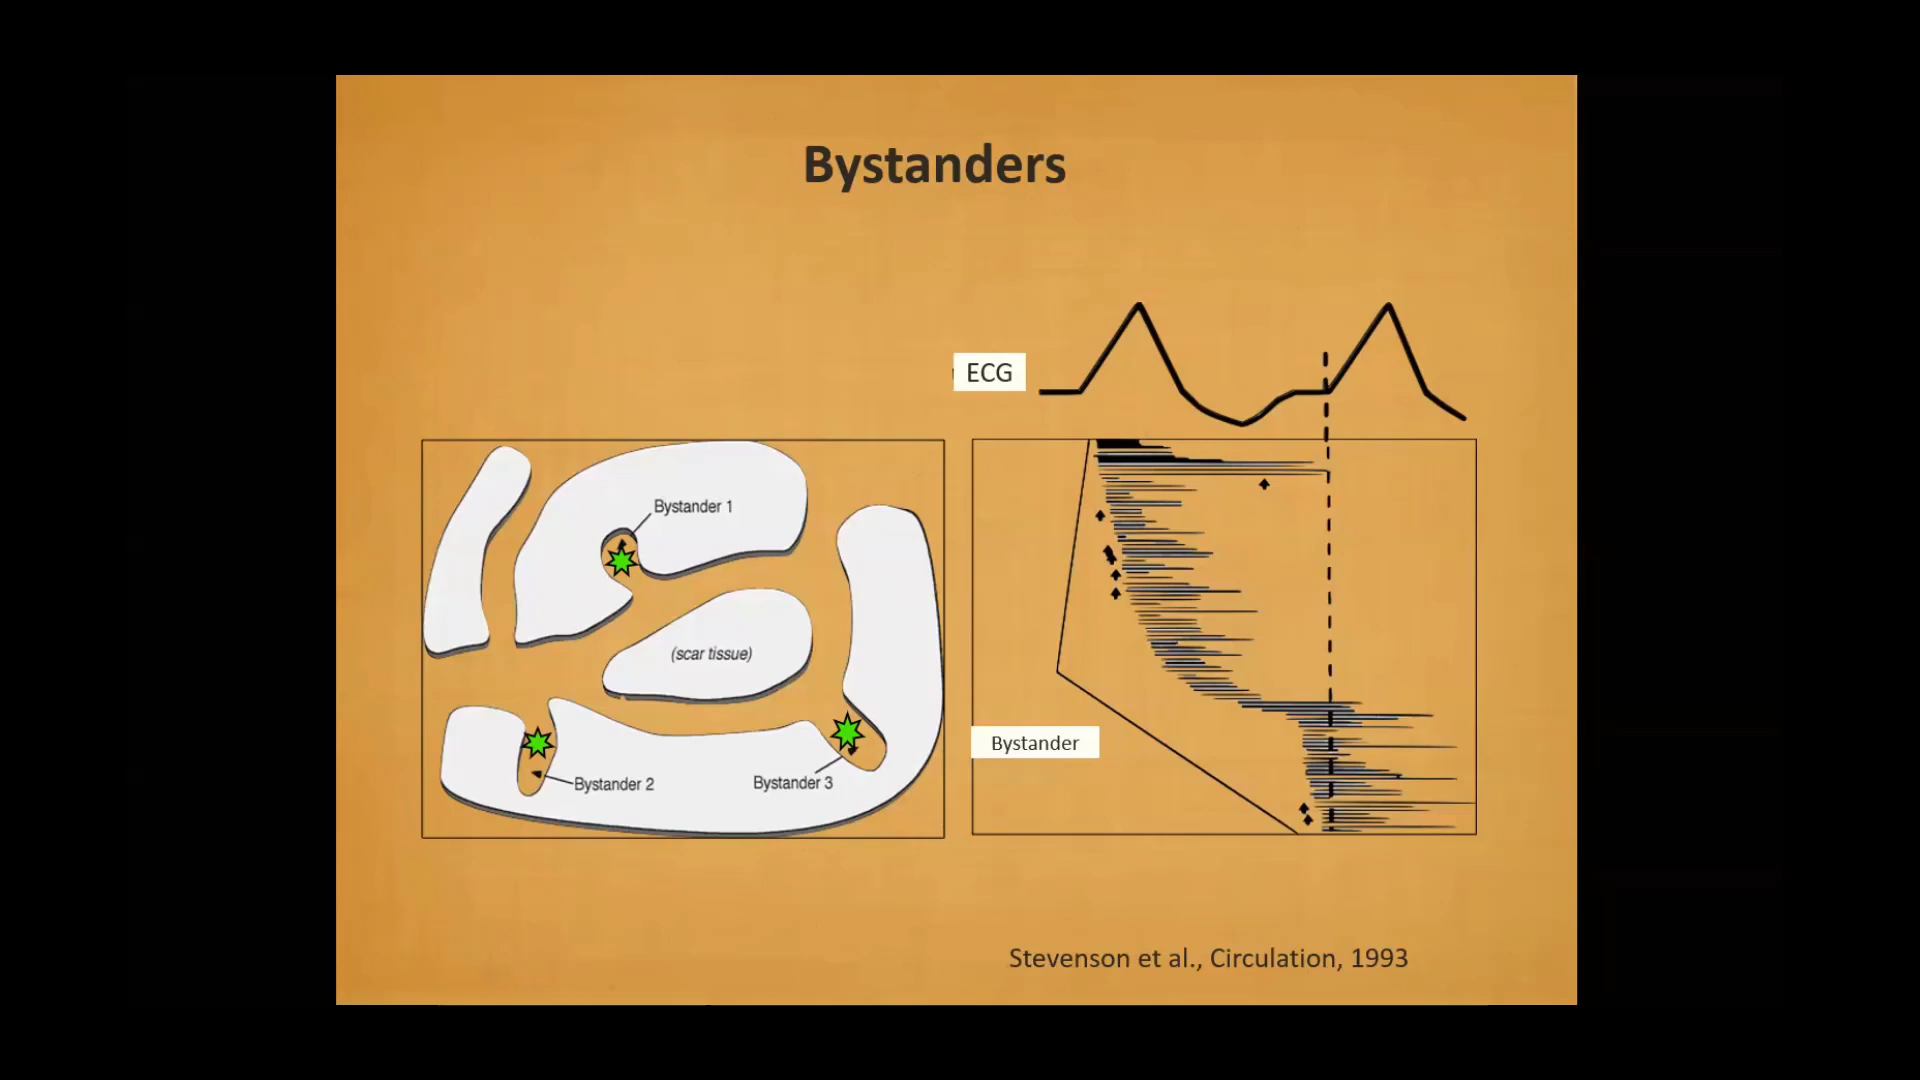 Bystanders
ECG
Bystander 1
(scar tissue)
Bystander 2
Bystander 3
Bystander
Stevenson et al., Circulation, 1993